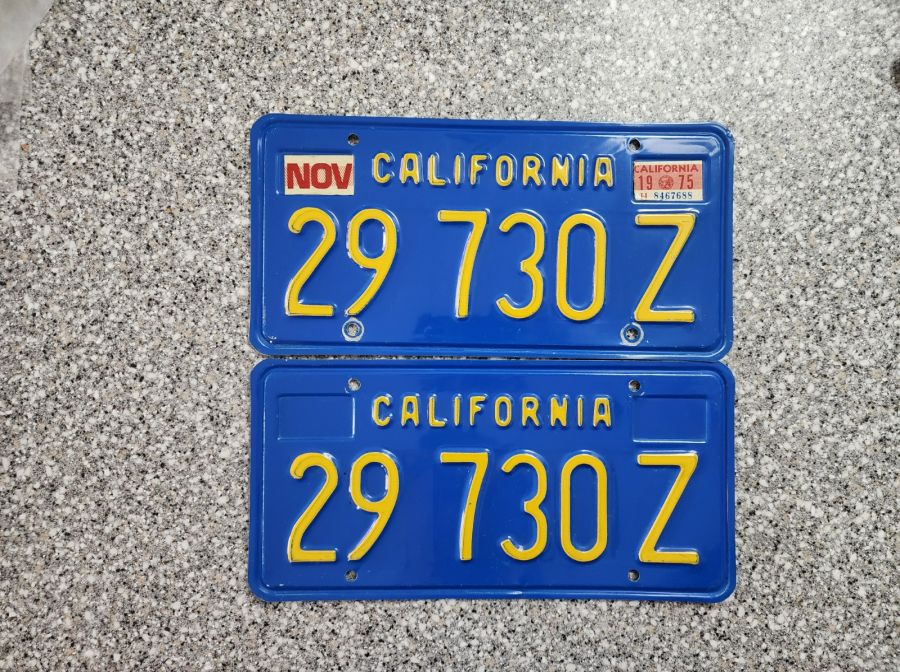 NOV CALIFORNIA CALIFORNIA
19 75
H 8467688
29 730 Z
CALIFORNIA
29 730 Z